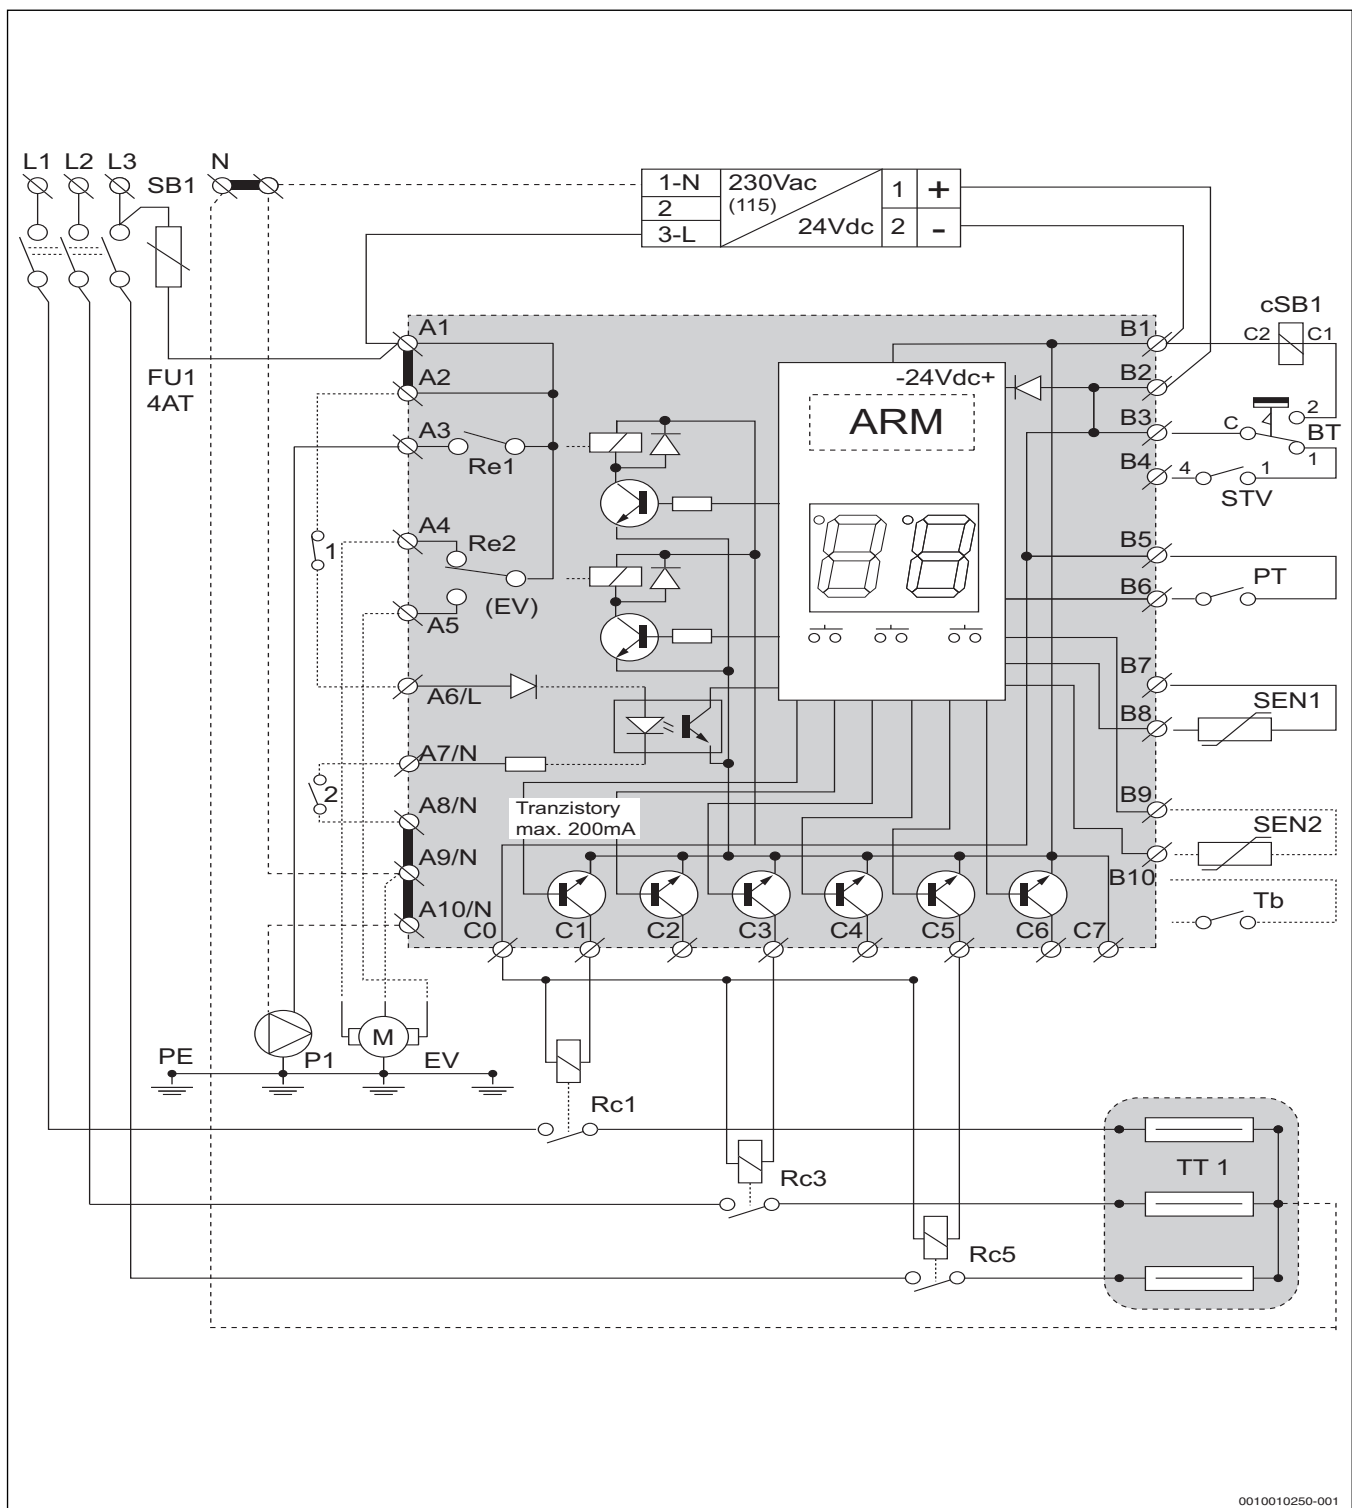 L1 L2 L3 SB1 N
1-N 230Vac 1 +
2 (115)
3-L 24Vdc 2 -
cSB1
C2 C1
A1 B1
FU1
4AT
A2 -24Vdc+ B2
ARM
A3 B3 C 2
BT
Re1 B4 4 1 1
STV
A4 Re2 B5
1
PT
(EV) B6
A5
B7
A6/L SEN1
B8
A7/N
2
A8/N B9
Tranzistory
max. 200mA
SEN2
A9/N
B10
A10/N Tb
C0 C1 C2 C3 C4 C5 C6 C7
M
PE P1 EV
Rc1
TT 1
Rc3
Rc5
0010010250-001